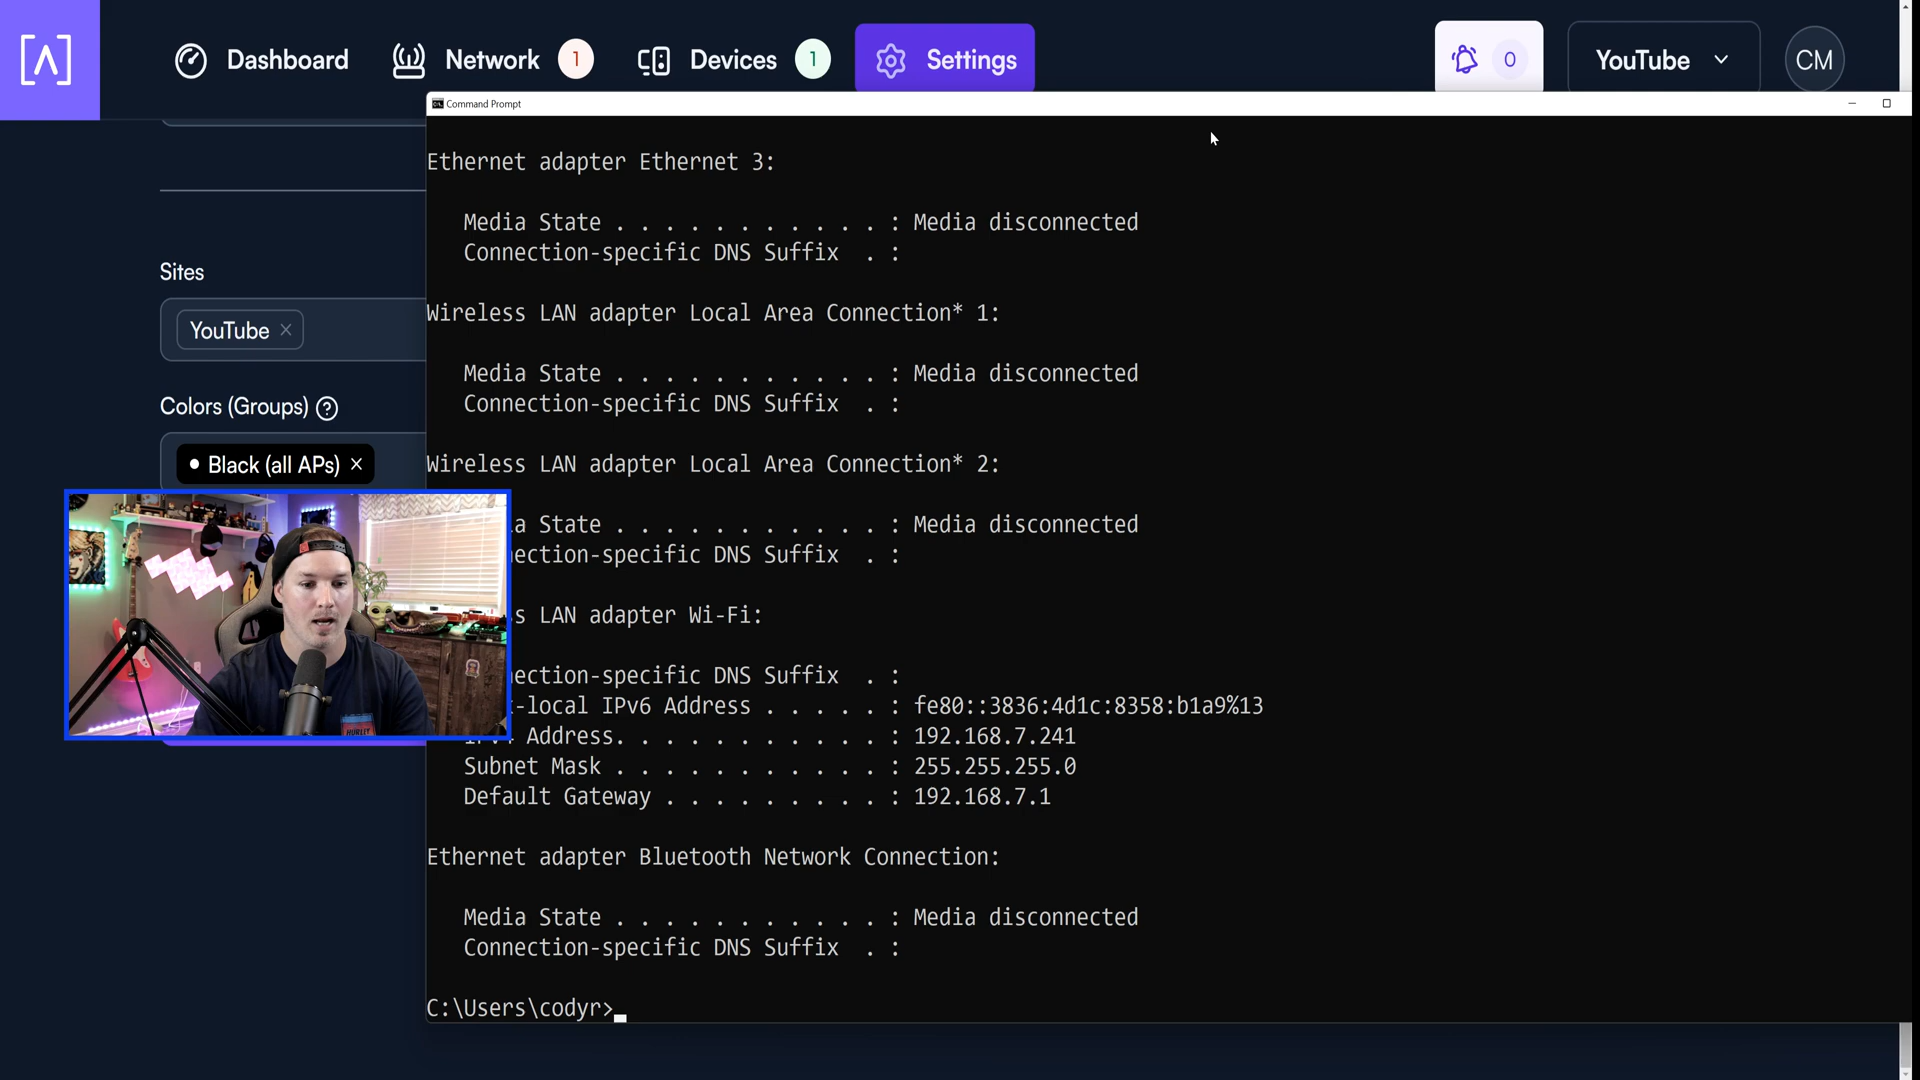 Dashboard
Network 1
Devices 1
Settings
0
YouTube
CM
Command Prompt
Ethernet adapter Ethernet 3:
Media State . . . . . . . . . . . : Media disconnected
Connection-specific DNS Suffix . :
Wireless LAN adapter Local Area Connection* 1:
Media State . . . . . . . . . . . : Media disconnected
Connection-specific DNS Suffix . :
Wireless LAN adapter Local Area Connection* 2:
a State . . . . . . . . . . . : Media disconnected
ection-specific DNS Suffix . :
s LAN adapter Wi-Fi:
ection-specific DNS Suffix . :
-local IPv6 Address . . . . . : fe80::3836:4d1c:8358:b1a9%13
IPv4 Address. . . . . . . . . . . : 192.168.7.241
Subnet Mask . . . . . . . . . . . : 255.255.255.0
Default Gateway . . . . . . . . . : 192.168.7.1
Ethernet adapter Bluetooth Network Connection:
Media State . . . . . . . . . . . : Media disconnected
Connection-specific DNS Suffix . :
C:\Users\codyr>
Sites
YouTube ×
Colors (Groups) ?
Black (all APs) ×
HURLEY